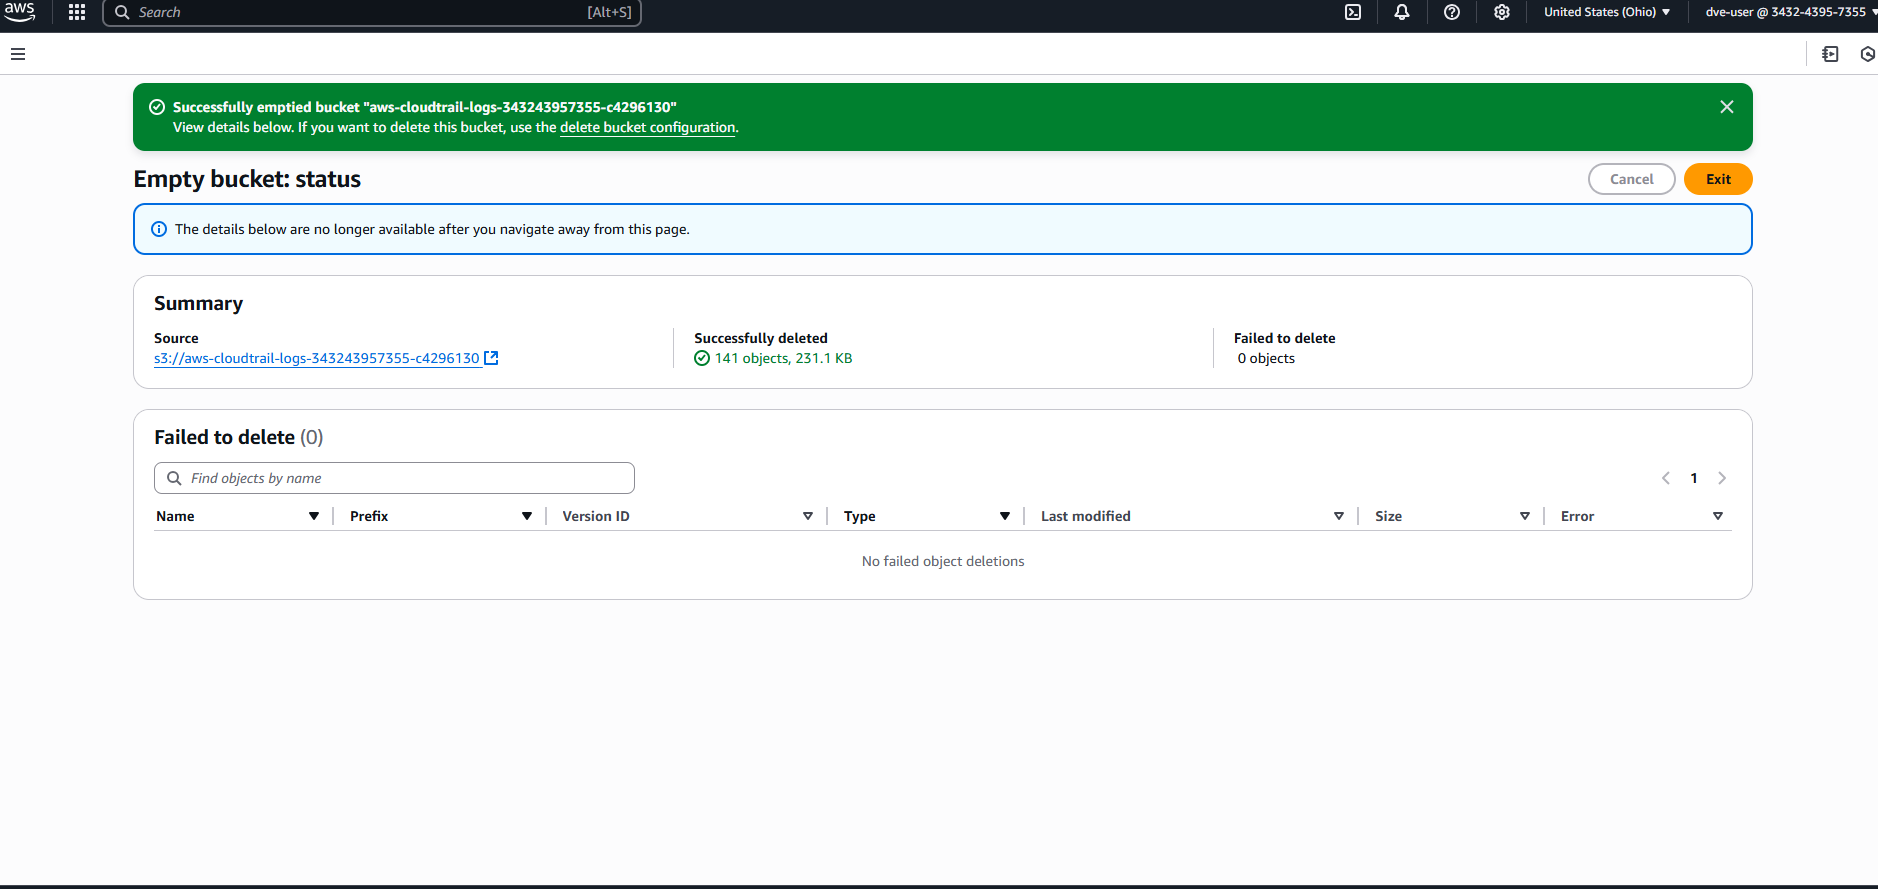 aws
Search
[Alt+S]
United States (Ohio)
dve-user @ 3432-4395-7355
Successfully emptied bucket "aws-cloudtrail-logs-343243957355-c4296130"
View details below. If you want to delete this bucket, use the delete bucket configuration.
Empty bucket: status
Cancel
Exit
The details below are no longer available after you navigate away from this page.
Summary
Source
s3://aws-cloudtrail-logs-343243957355-c4296130
Successfully deleted
141 objects, 231.1 KB
Failed to delete
0 objects
Failed to delete (0)
Find objects by name
1
Name Prefix Version ID Type Last modified Size Error
No failed object deletions